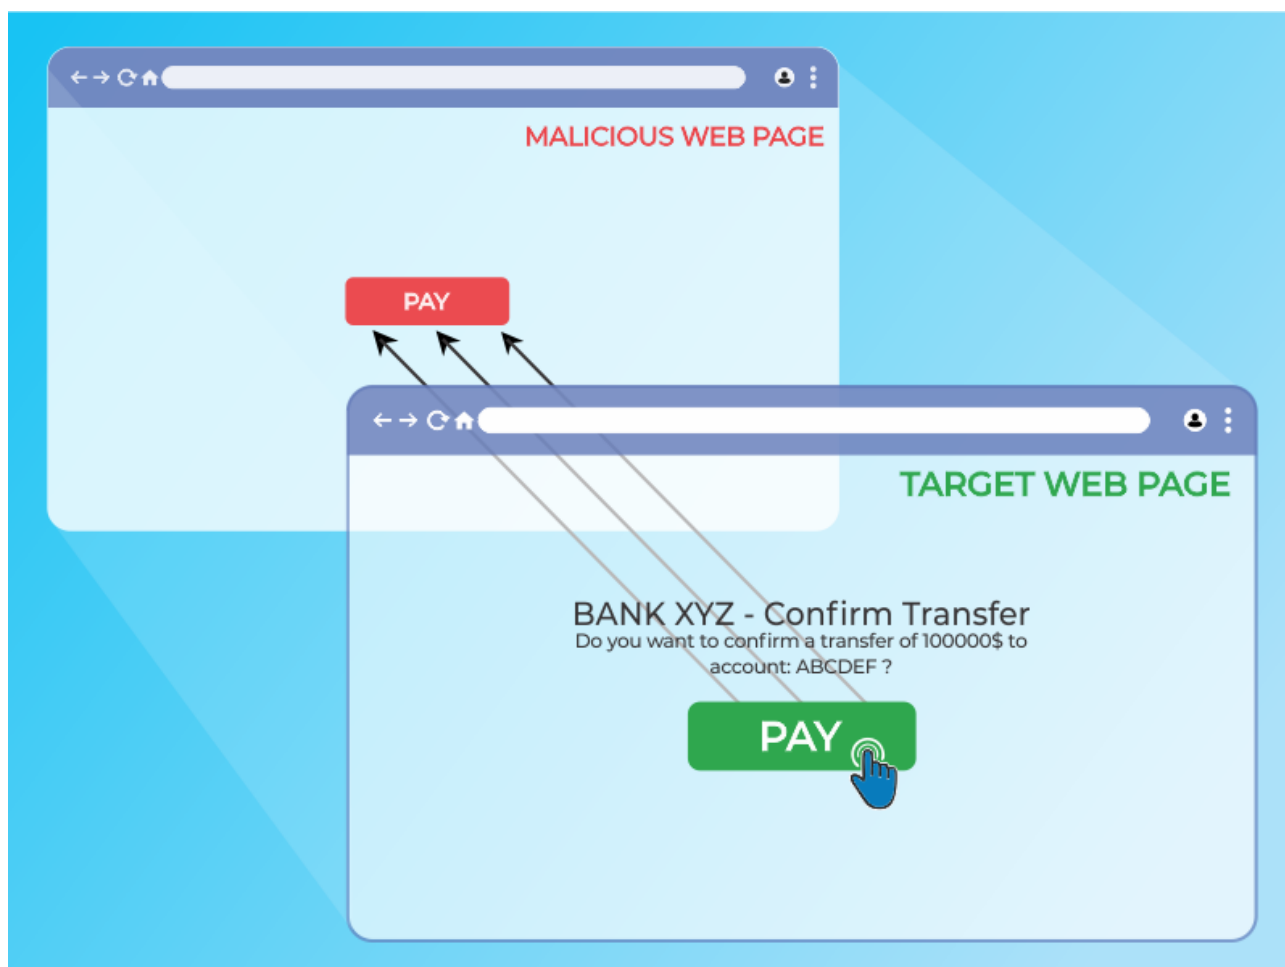 MALICIOUS WEB PAGE
PAY
TARGET WEB PAGE
BANK XYZ - Confirm Transfer
Do you want to confirm a transfer of 100000$ to
account: ABCDEF ?
PAY